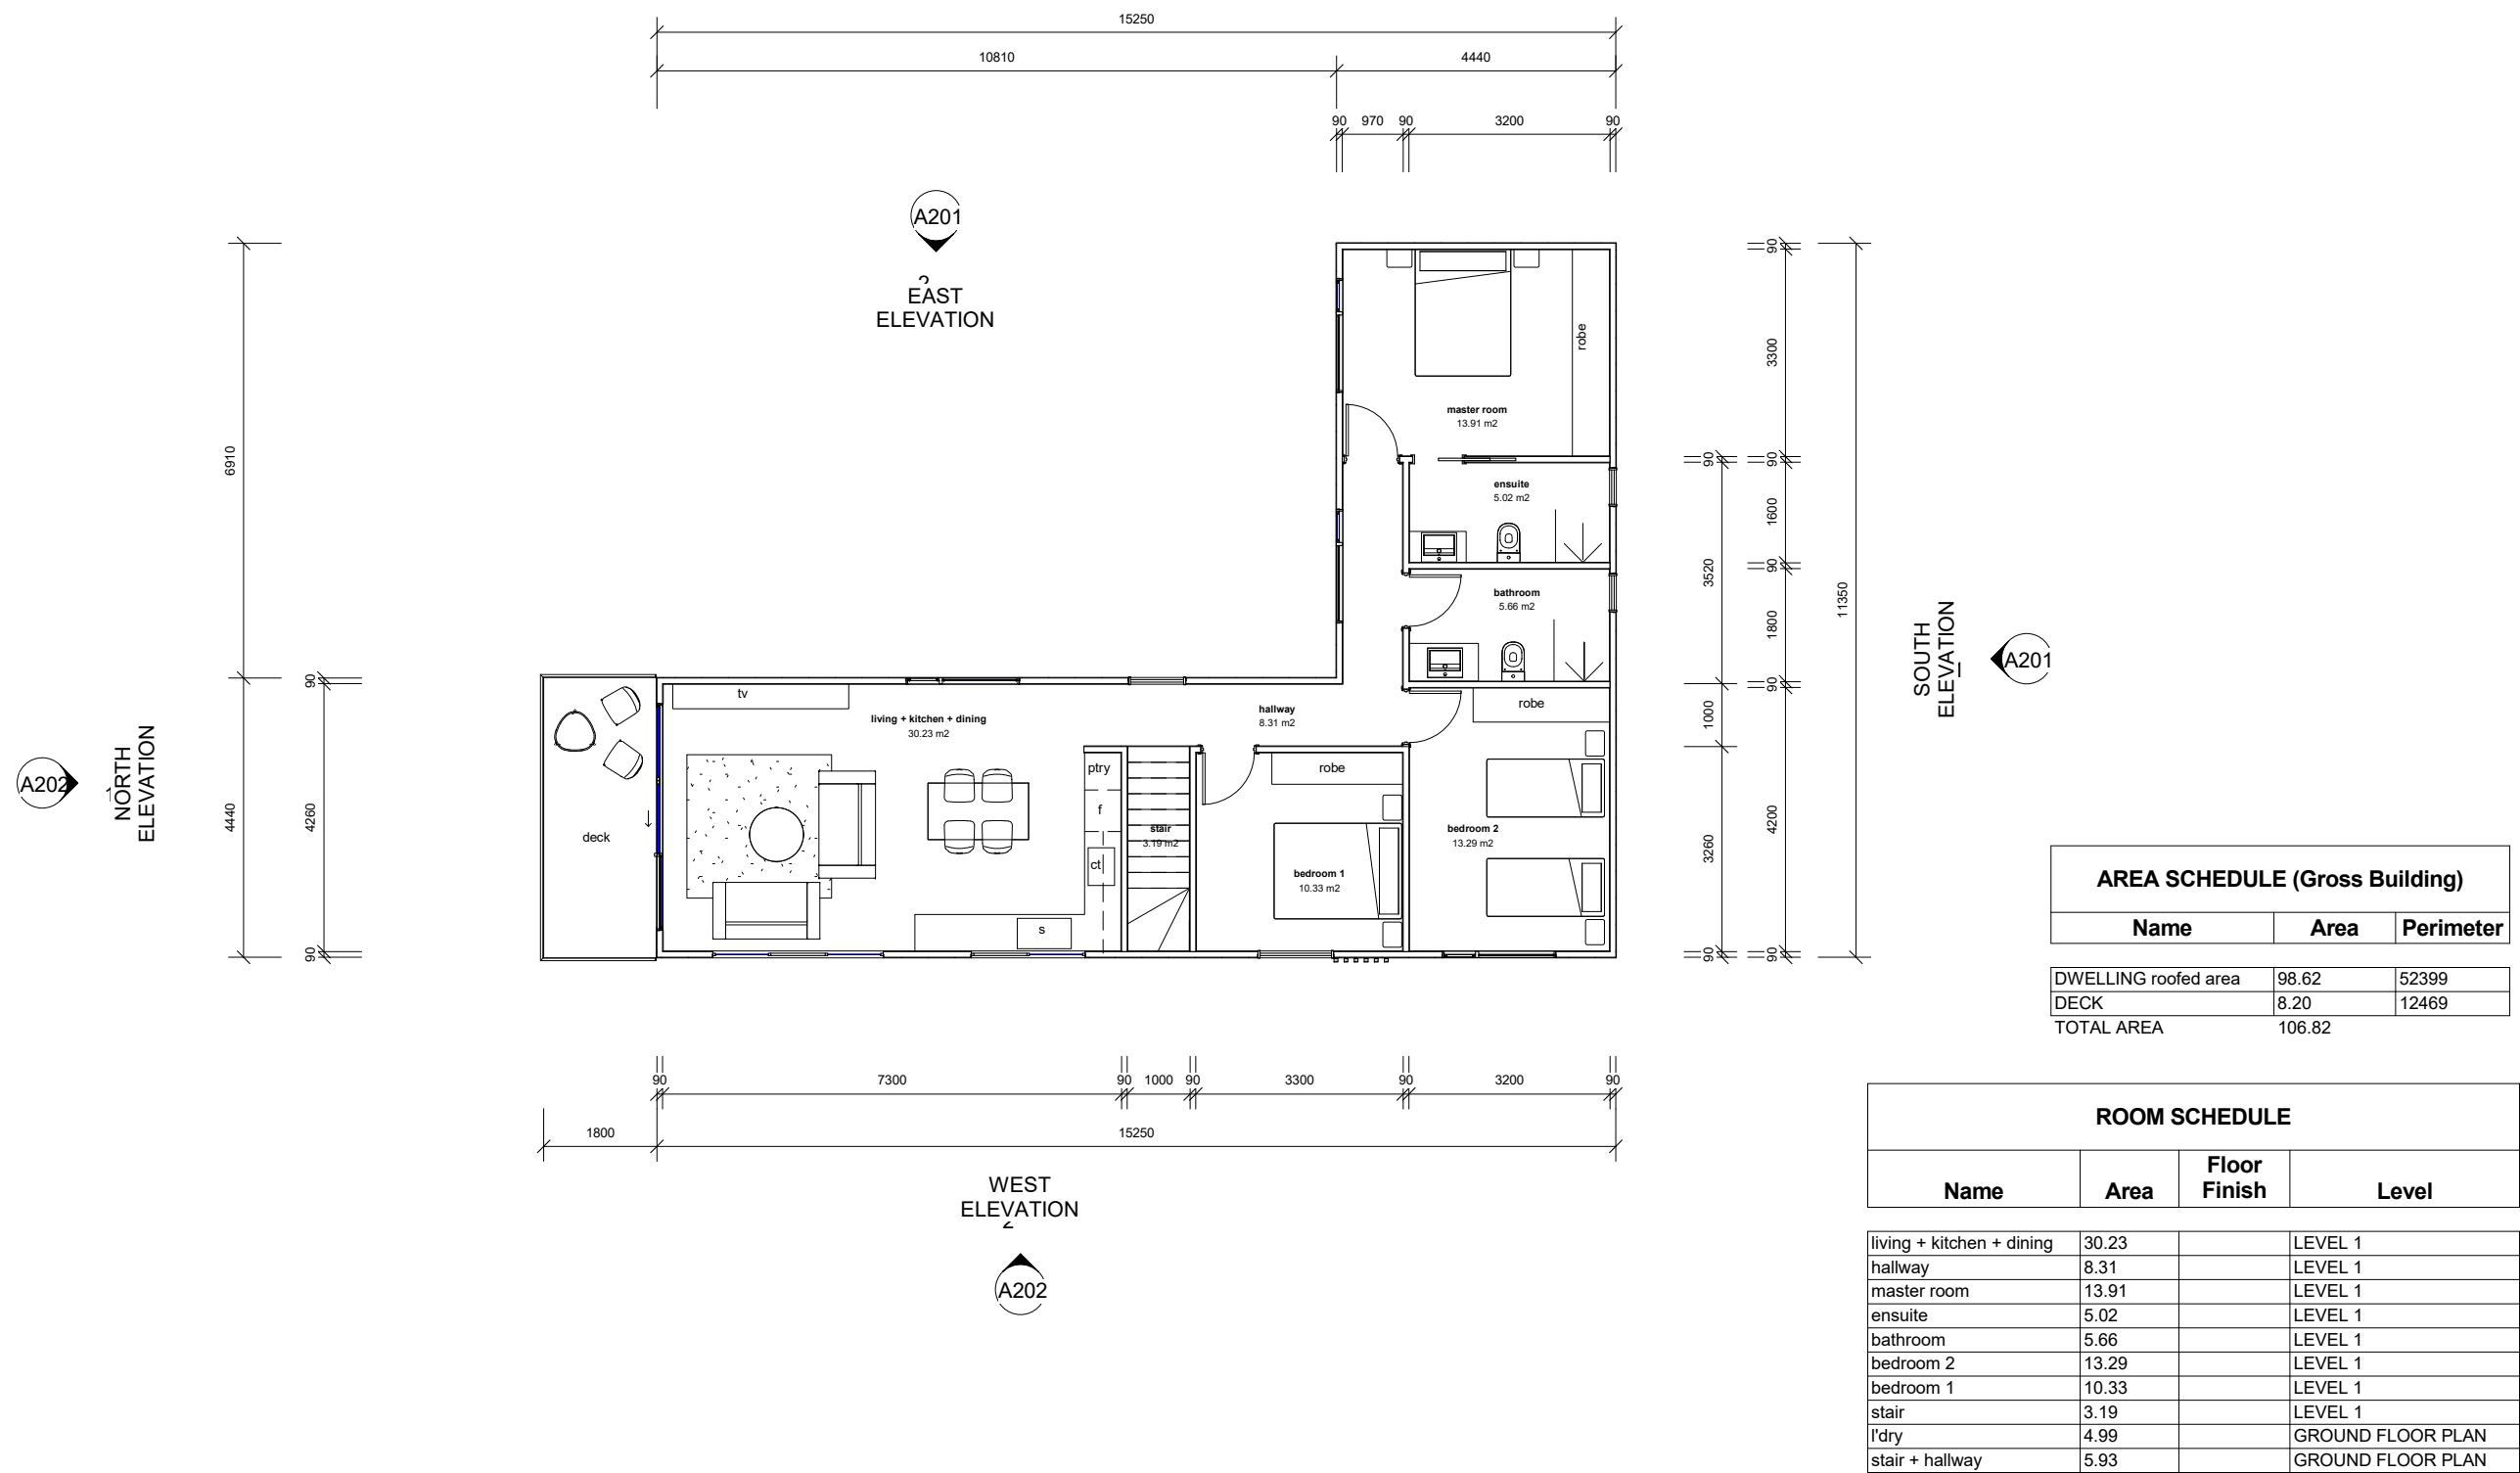 15250
10810
4440
90
970
90
3200
90
A201
EAST
ELEVATION
90
3300
robe
master room
13.91 m2
6910
90
90
ensuite
5.02 m2
1600
3520
90
bathroom
5.66 m2
11350
1800
SOUTH
ELEVATION
A201
90
90
tv
robe
hallway
8.31 m2
living + kitchen + dining
30.23 m2
1000
A202
NORTH
ELEVATION
1
4440
4260
deck
ptry
f
ct
stair
3.19 m2
robe
bedroom 2
13.29 m2
bedroom 1
10.33 m2
4200
3260
s
90
90
90
AREA SCHEDULE (Gross Building)
Name Area Perimeter
DWELLING roofed area 98.62 52399
DECK 8.20 12469
TOTAL AREA 106.82
90
7300
90
1000
90
3300
90
3200
90
1800
15250
WEST
ELEVATION
A202
ROOM SCHEDULE
Name Area Floor Finish Level
living + kitchen + dining 30.23 LEVEL 1
hallway 8.31 LEVEL 1
master room 13.91 LEVEL 1
ensuite 5.02 LEVEL 1
bathroom 5.66 LEVEL 1
bedroom 2 13.29 LEVEL 1
bedroom 1 10.33 LEVEL 1
stair 3.19 LEVEL 1
l'dry 4.99 GROUND FLOOR PLAN
stair + hallway 5.93 GROUND FLOOR PLAN